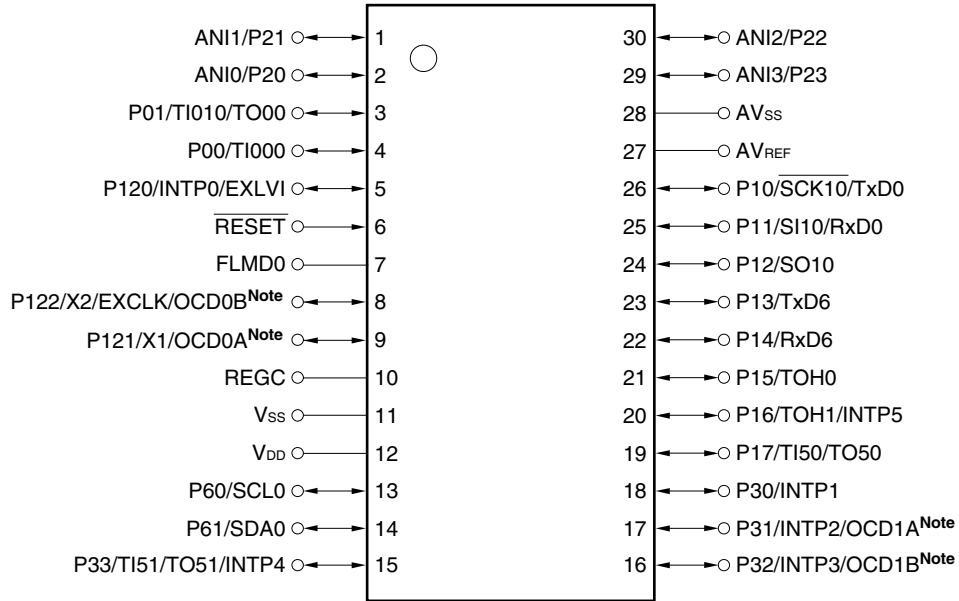 ANI1/P21 1 30 ANI2/P22
ANI0/P20 2 29 ANI3/P23
P01/TI010/TO00 3 28 AVSS
P00/TI000 4 27 AVREF
P120/INTP0/EXLVI 5 26 P10/SCK10/TxD0
RESET 6 25 P11/SI10/RxD0
FLMD0 7 24 P12/SO10
P122/X2/EXCLK/OCD0BNote 8 23 P13/TxD6
P121/X1/OCD0ANote 9 22 P14/RxD6
REGC 10 21 P15/TOH0
VSS 11 20 P16/TOH1/INTP5
VDD 12 19 P17/TI50/TO50
P60/SCL0 13 18 P30/INTP1
P61/SDA0 14 17 P31/INTP2/OCD1ANote
P33/TI51/TO51/INTP4 15 16 P32/INTP3/OCD1BNote